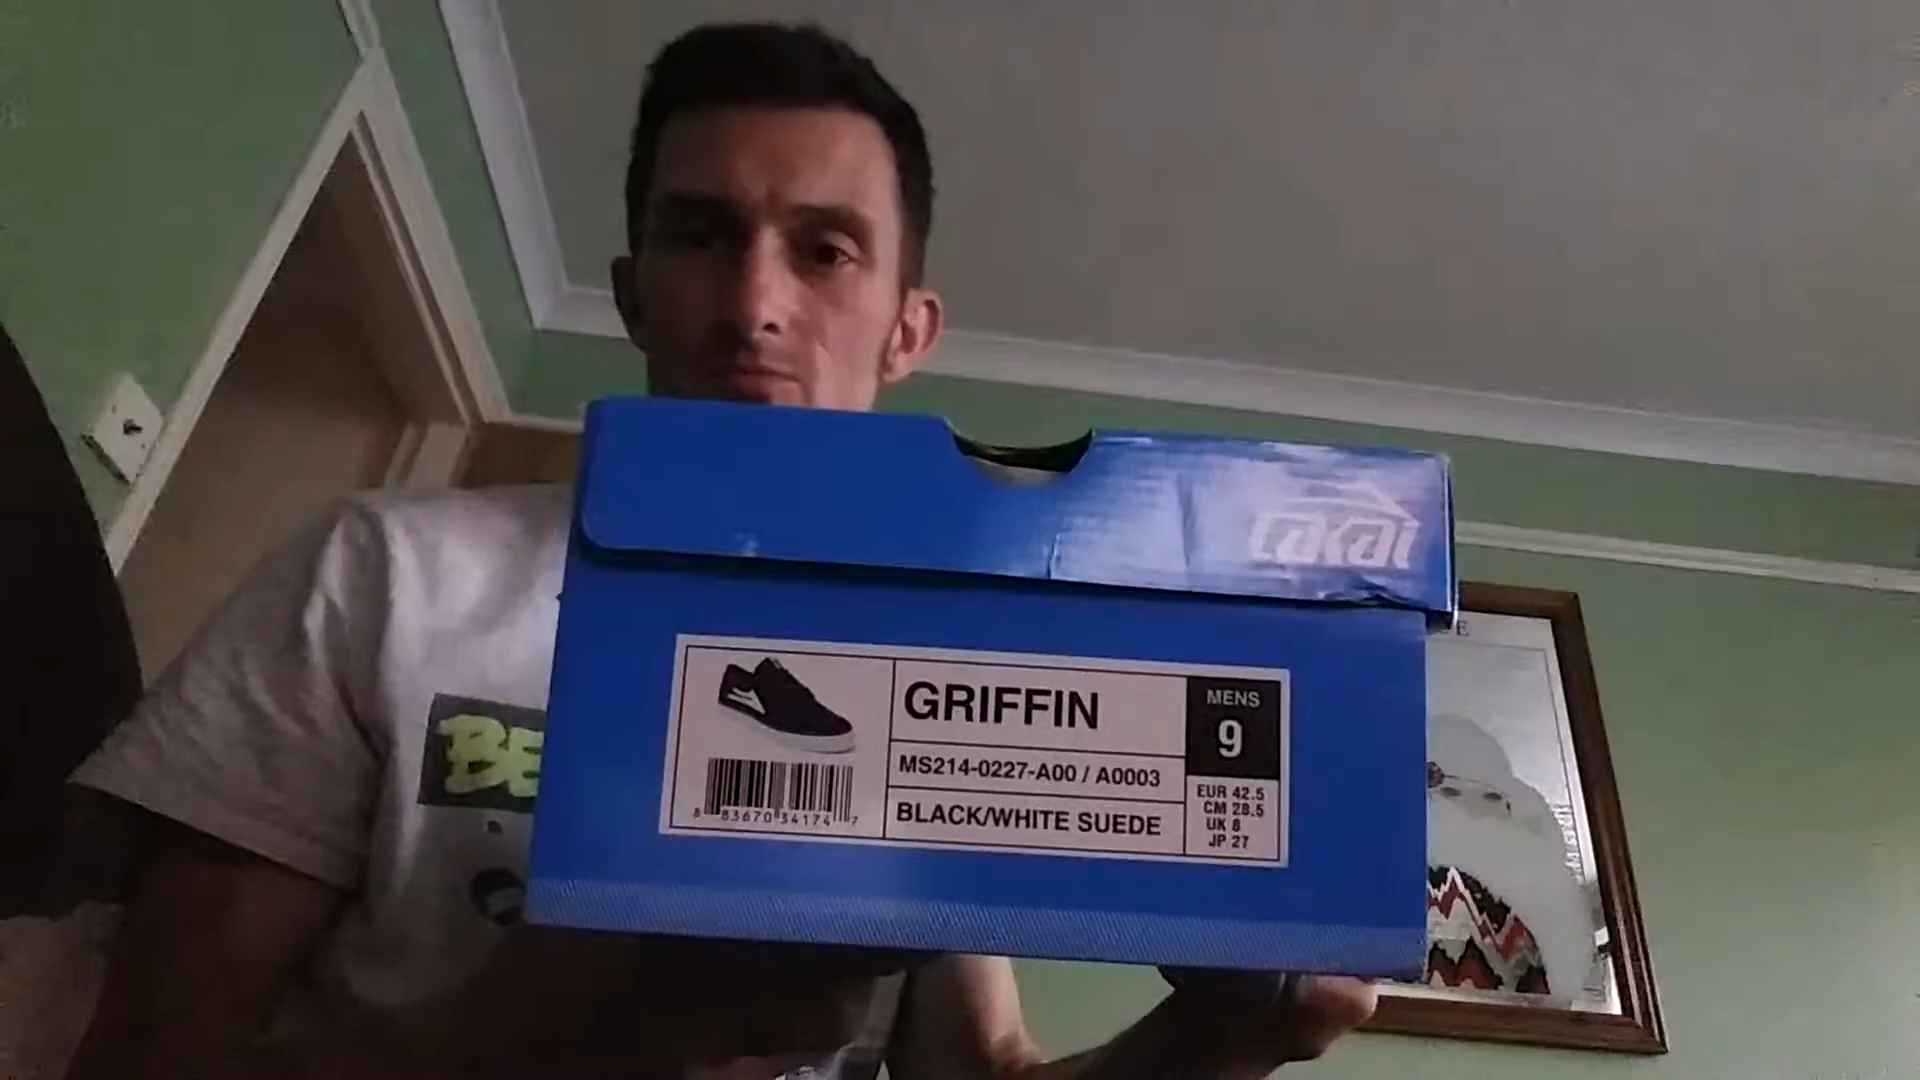 Lakai
GRIFFIN
MS214-0227-A00 / A0003
BLACK/WHITE SUEDE
MENS
9
EUR 42.5
CM 28.5
UK 8
JP 27
8 83670 34174 7
BE